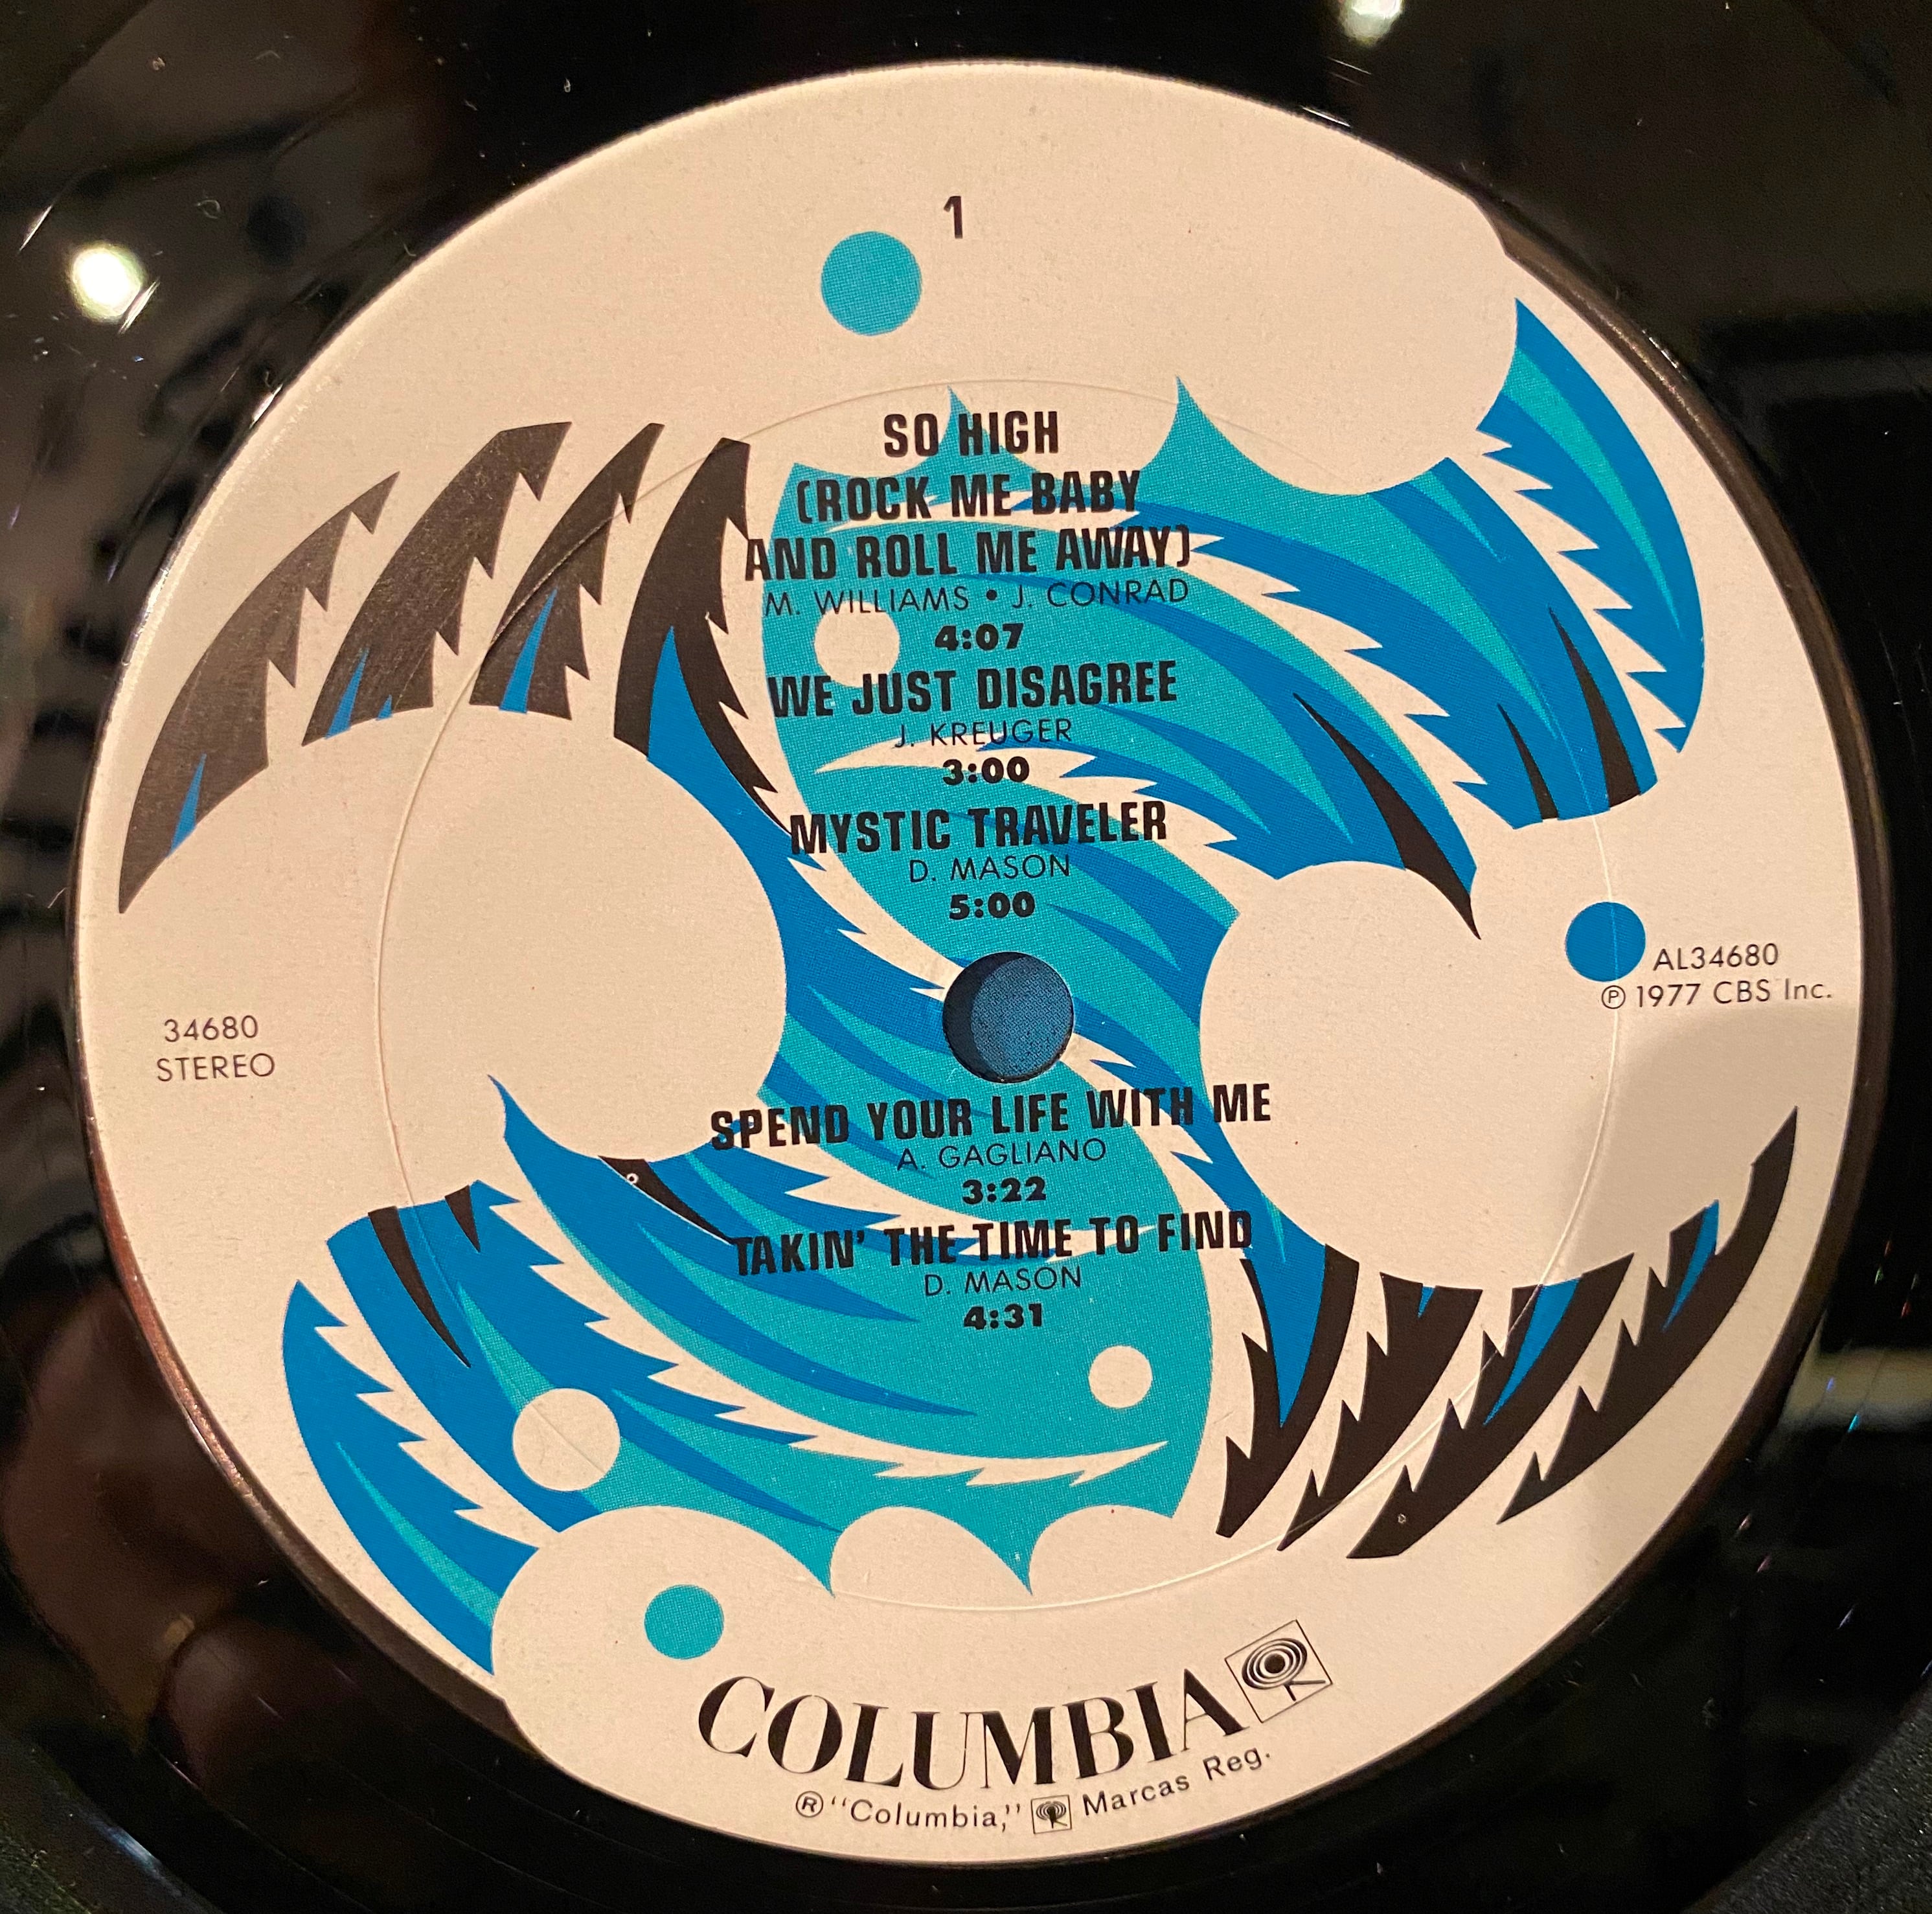 1
SO HIGH
(ROCK ME BABY
AND ROLL ME AWAY)
M. WILLIAMS • J. CONRAD
4:07
WE JUST DISAGREE
J. KREUGER
3:00
MYSTIC TRAVELER
D. MASON
5:00
34680
STEREO
AL34680
℗ 1977 CBS Inc.
SPEND YOUR LIFE WITH ME
A. GAGLIANO
3:22
TAKIN' THE TIME TO FIND
D. MASON
4:31
COLUMBIA
® "Columbia," Marcas Reg.